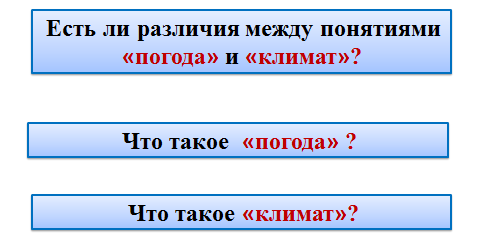 Есть ли различия между понятиями
«погода» и «климат»?
Что такое «погода» ?
Что такое «климат»?